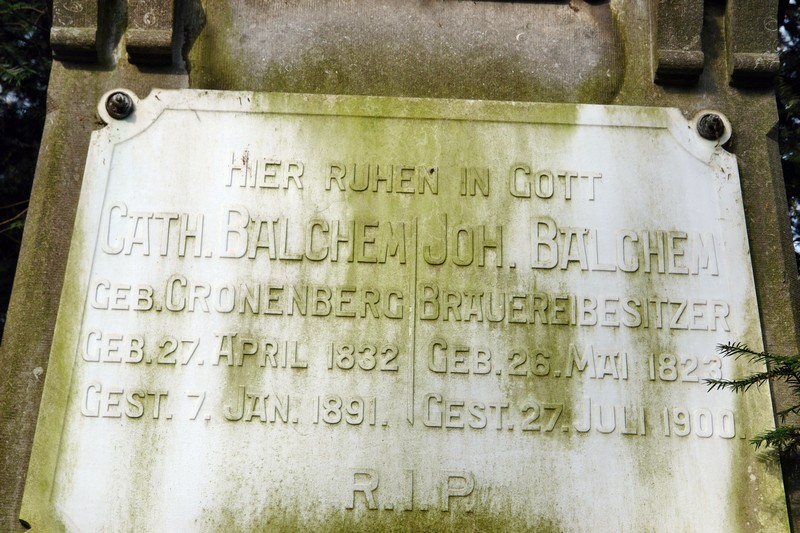 HIER RUHEN IN GOTT
CATH. BALCHEM
GEB. CRONENBERG
GEB. 27. APRIL 1832
GEST. 7. JAN. 1891.
JOH. BALCHEM
BRAUEREIBESITZER
GEB. 26. MAI 1823.
GEST. 27. JULI 1900.
R.I.P.